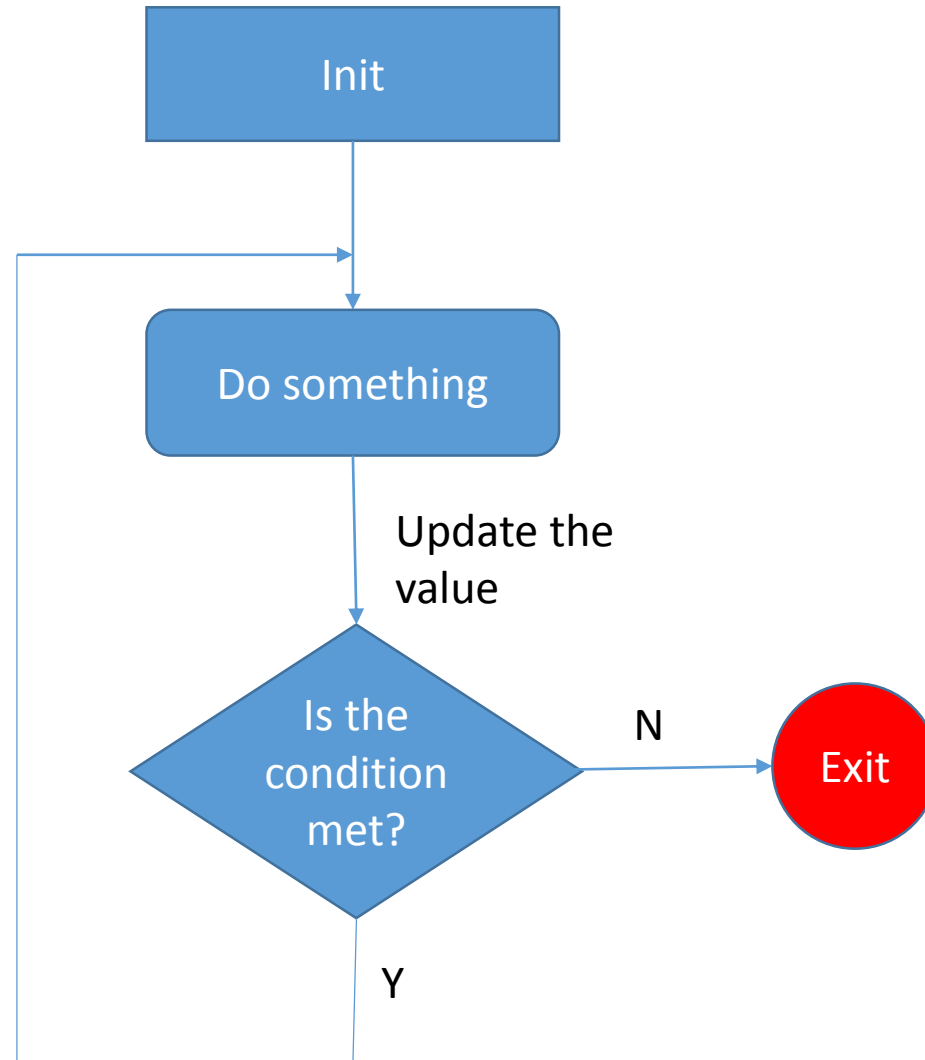 Init
Do something
Update the
value
Is the
condition
met?
N
Exit
Y